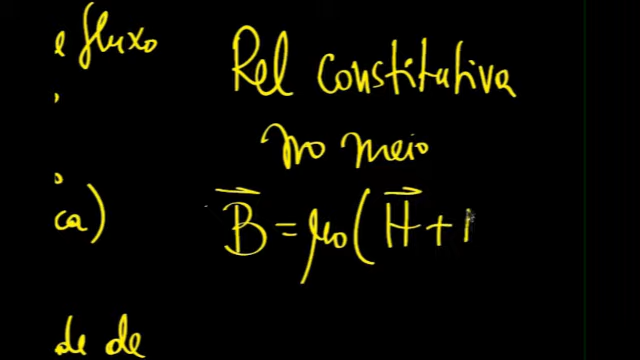 e fluxo
Rel constitutiva
no meio
ca)
B⃗ = μ₀ ( H⃗ +
de de